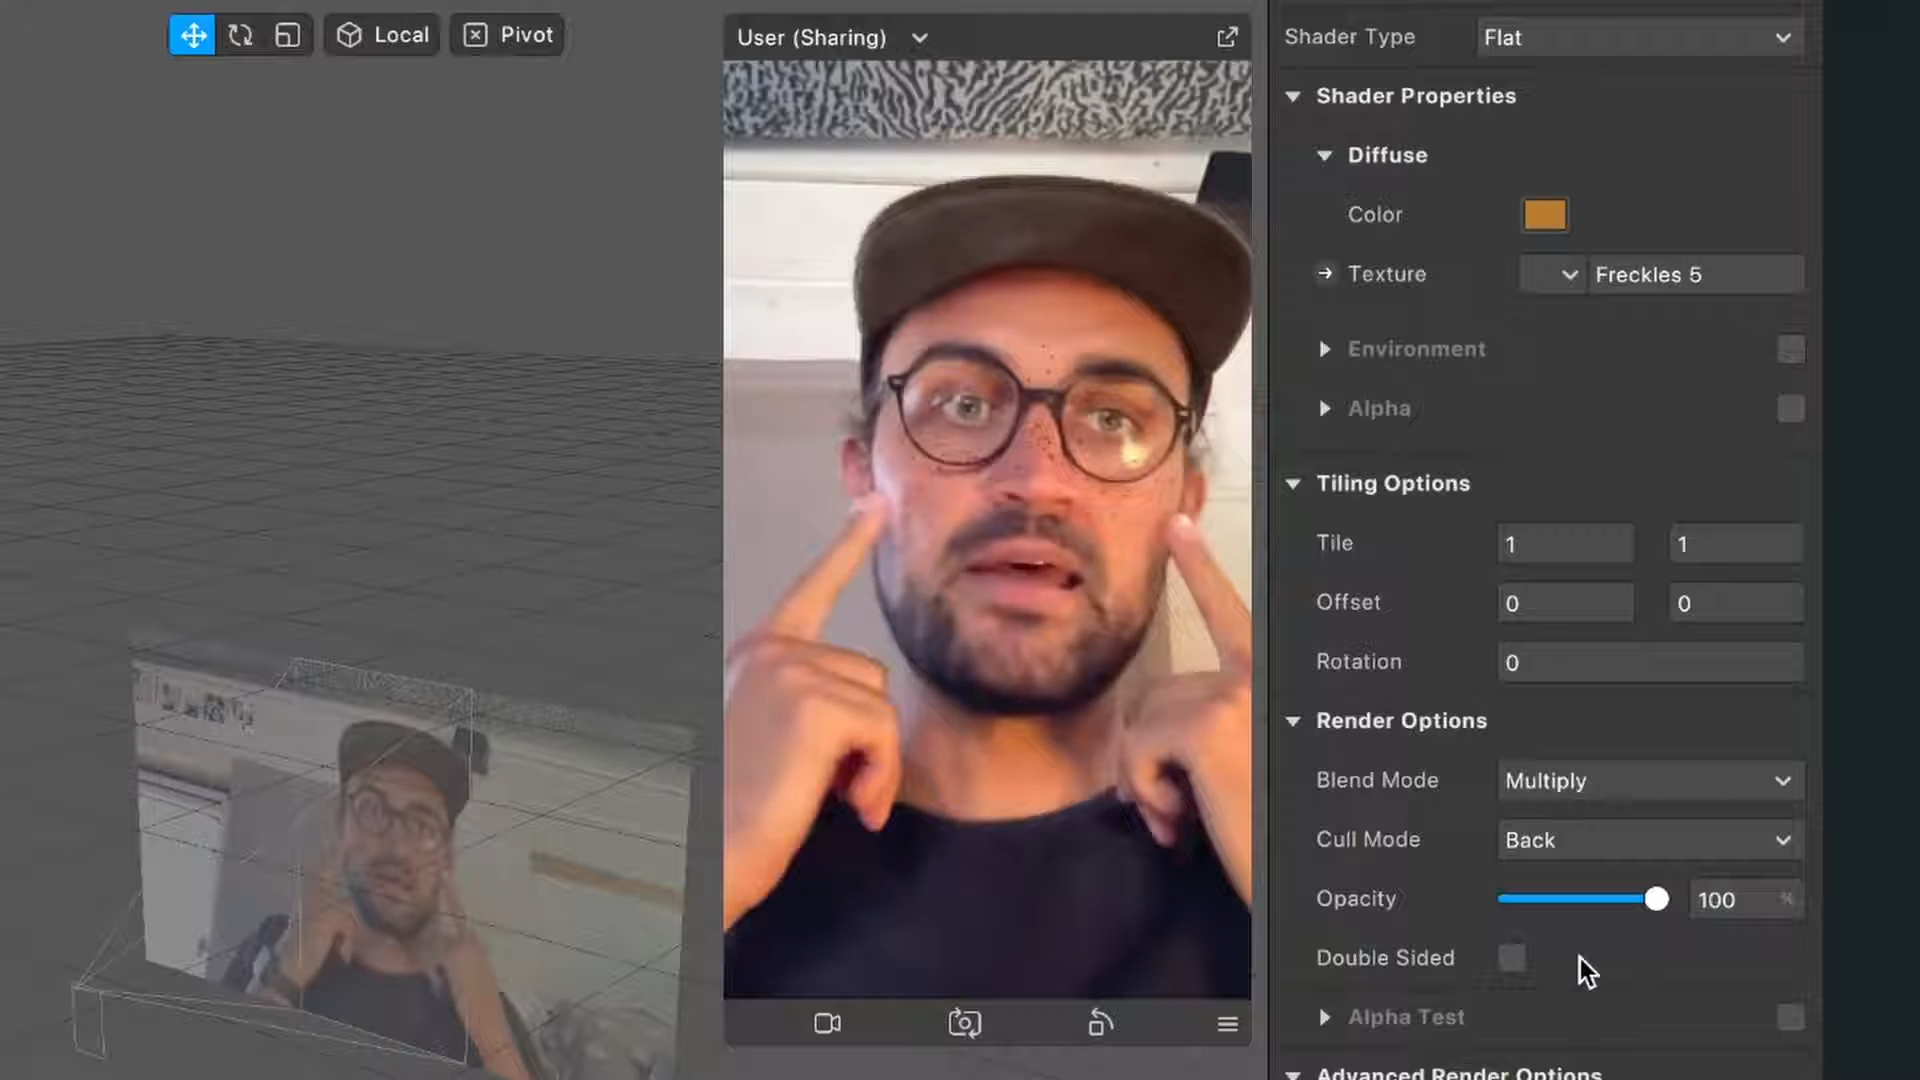 Local
Pivot
User (Sharing)
Shader Type
Flat
Shader Properties
Diffuse
Color
Texture
Freckles 5
Environment
Alpha
Tiling Options
Tile
1
1
Offset
0
0
Rotation
0
Render Options
Blend Mode
Multiply
Cull Mode
Back
Opacity
100 %
Double Sided
Alpha Test
Advanced Render Options